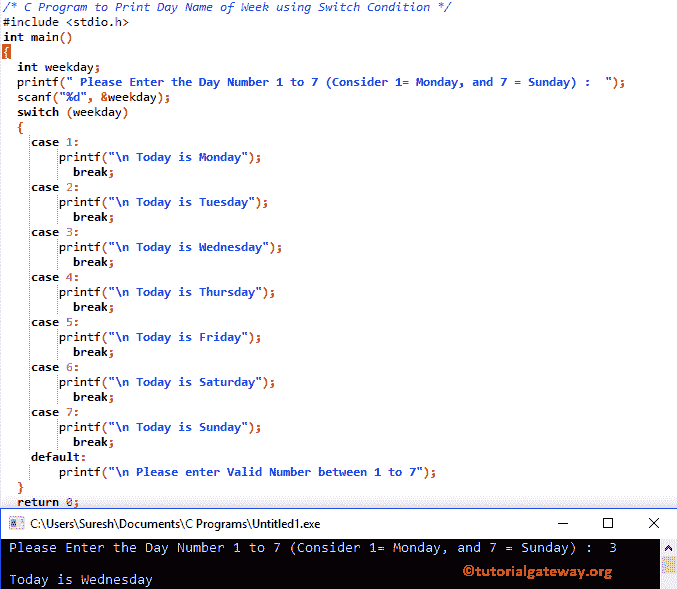 /* C Program to Print Day Name of Week using Switch Condition */
#include <stdio.h>
int main()
{
int weekday;
printf(" Please Enter the Day Number 1 to 7 (Consider 1= Monday, and 7 = Sunday) :  ");
scanf("%d", &weekday);
switch (weekday)
{
case 1:
printf("\n Today is Monday");
break;
case 2:
printf("\n Today is Tuesday");
break;
case 3:
printf("\n Today is Wednesday");
break;
case 4:
printf("\n Today is Thursday");
break;
case 5:
printf("\n Today is Friday");
break;
case 6:
printf("\n Today is Saturday");
break;
case 7:
printf("\n Today is Sunday");
break;
default:
printf("\n Please enter Valid Number between 1 to 7");
}
return 0;
C:\Users\Suresh\Documents\C Programs\Untitled1.exe
Please Enter the Day Number 1 to 7 (Consider 1= Monday, and 7 = Sunday) :  3
Today is Wednesday
©tutorialgateway.org